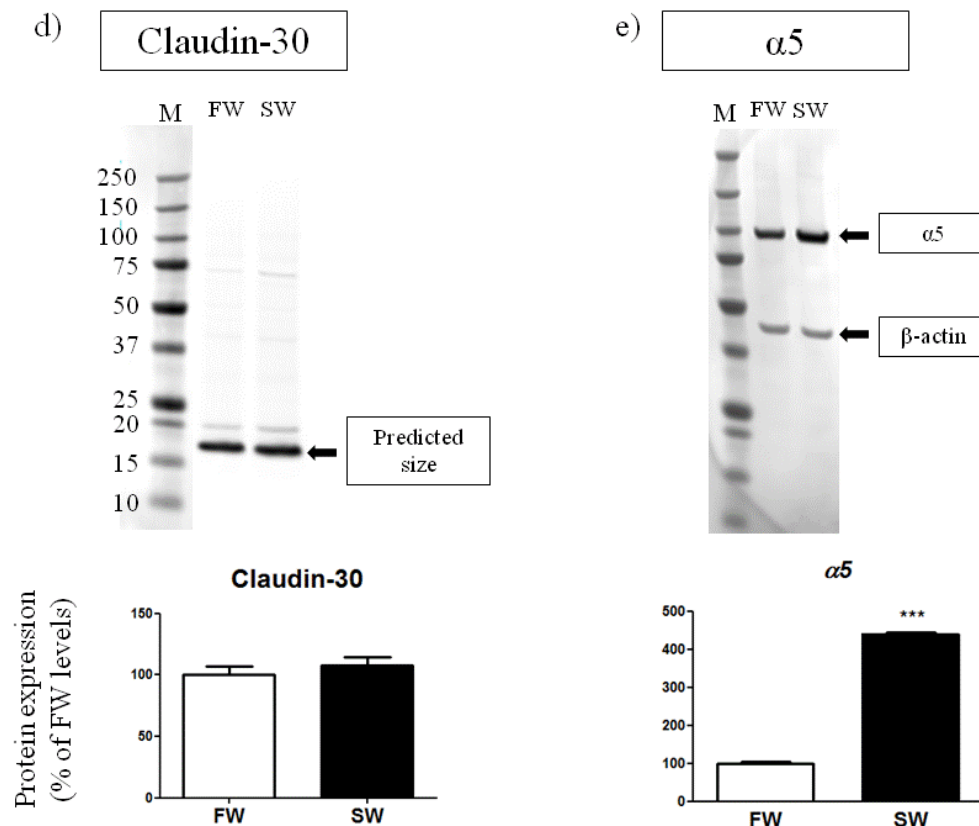 d)
Claudin-30
M FW SW
250
150
100
75
50
37
25
20
15
10
Predicted
size
Claudin-30
Protein expression
(% of FW levels)
150
100
50
0
FW SW
e)
α5
M FW SW
α5
β-actin
α5
500
400
300
200
100
0
***
FW SW